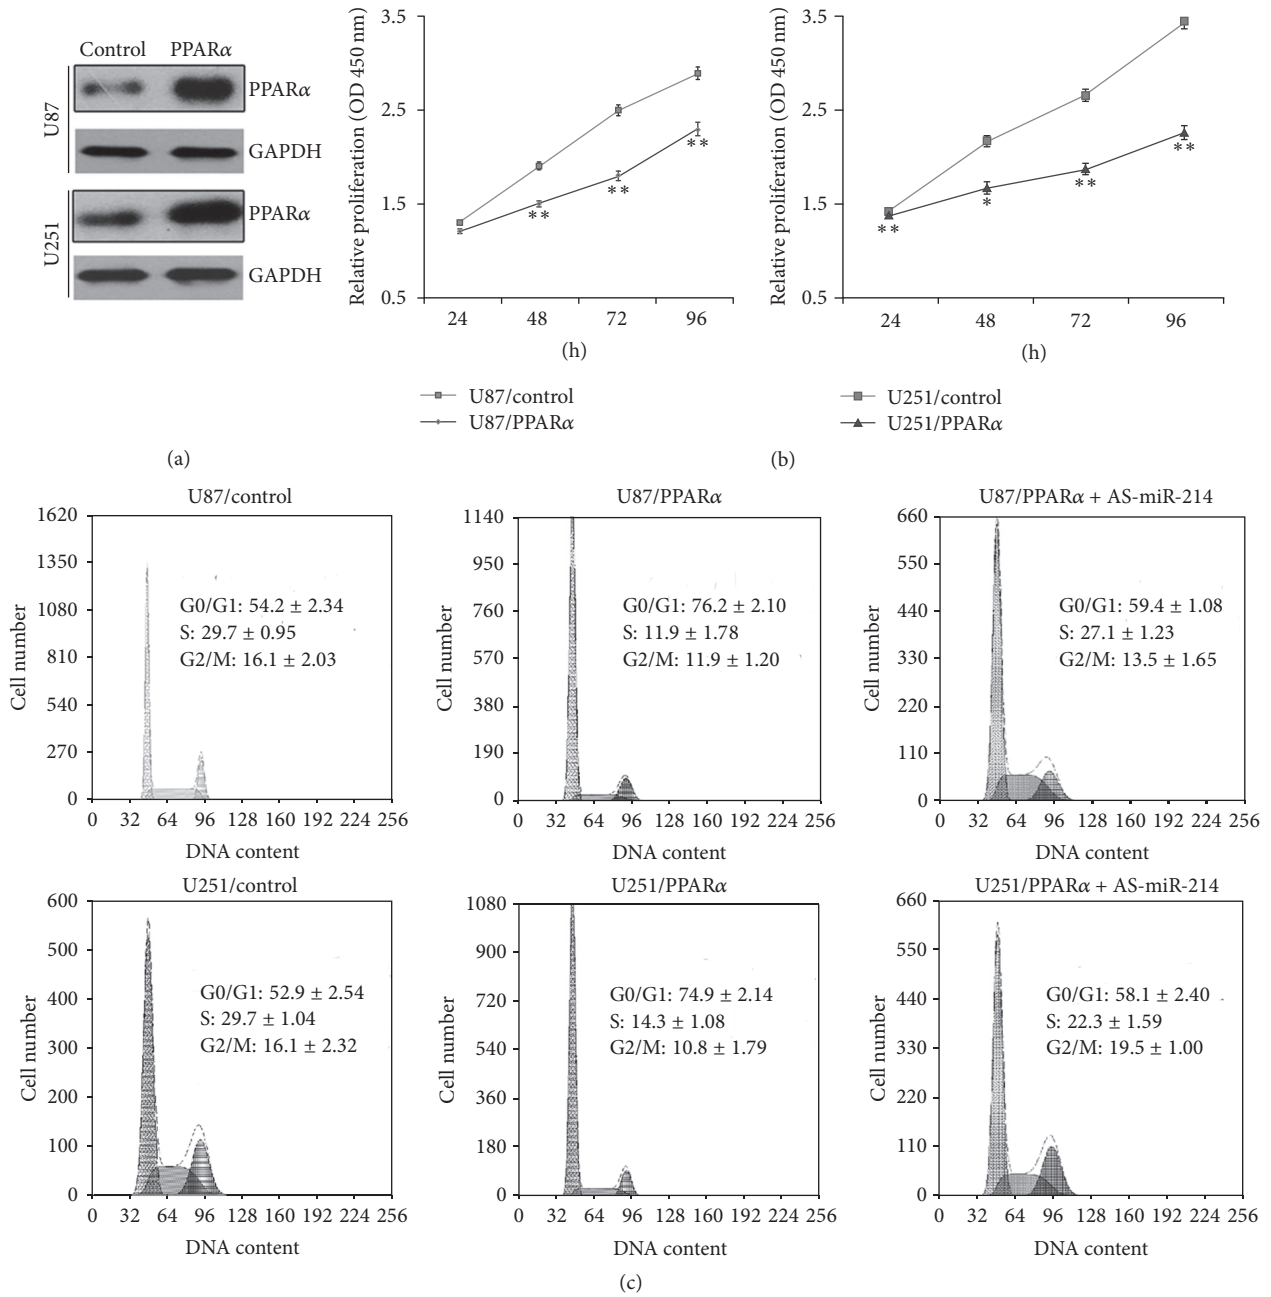 Control PPARα
U87
PPARα
GAPDH
U251
PPARα
GAPDH
(a)
Relative proliferation (OD 450 nm)
3.5
2.5
1.5
0.5
**
**
**
24 48 72 96
(h)
U87/control
U87/PPARα
Relative proliferation (OD 450 nm)
3.5
2.5
1.5
0.5
**
*
**
**
24 48 72 96
(h)
U251/control
U251/PPARα
(b)
U87/control
Cell number
1620
1350
1080
810
540
270
0
G0/G1: 54.2 ± 2.34
S: 29.7 ± 0.95
G2/M: 16.1 ± 2.03
0 32 64 96 128 160 192 224 256
DNA content
U87/PPARα
Cell number
1140
950
760
570
380
190
0
G0/G1: 76.2 ± 2.10
S: 11.9 ± 1.78
G2/M: 11.9 ± 1.20
0 32 64 96 128 160 192 224 256
DNA content
U87/PPARα + AS-miR-214
Cell number
660
550
440
330
220
110
0
G0/G1: 59.4 ± 1.08
S: 27.1 ± 1.23
G2/M: 13.5 ± 1.65
0 32 64 96 128 160 192 224 256
DNA content
U251/control
Cell number
600
500
400
300
200
100
0
G0/G1: 52.9 ± 2.54
S: 29.7 ± 1.04
G2/M: 16.1 ± 2.32
0 32 64 96 128 160 192 224 256
DNA content
U251/PPARα
Cell number
1080
900
720
540
360
180
0
G0/G1: 74.9 ± 2.14
S: 14.3 ± 1.08
G2/M: 10.8 ± 1.79
0 32 64 96 128 160 192 224 256
DNA content
U251/PPARα + AS-miR-214
Cell number
660
550
440
330
220
110
0
G0/G1: 58.1 ± 2.40
S: 22.3 ± 1.59
G2/M: 19.5 ± 1.00
0 32 64 96 128 160 192 224 256
DNA content
(c)